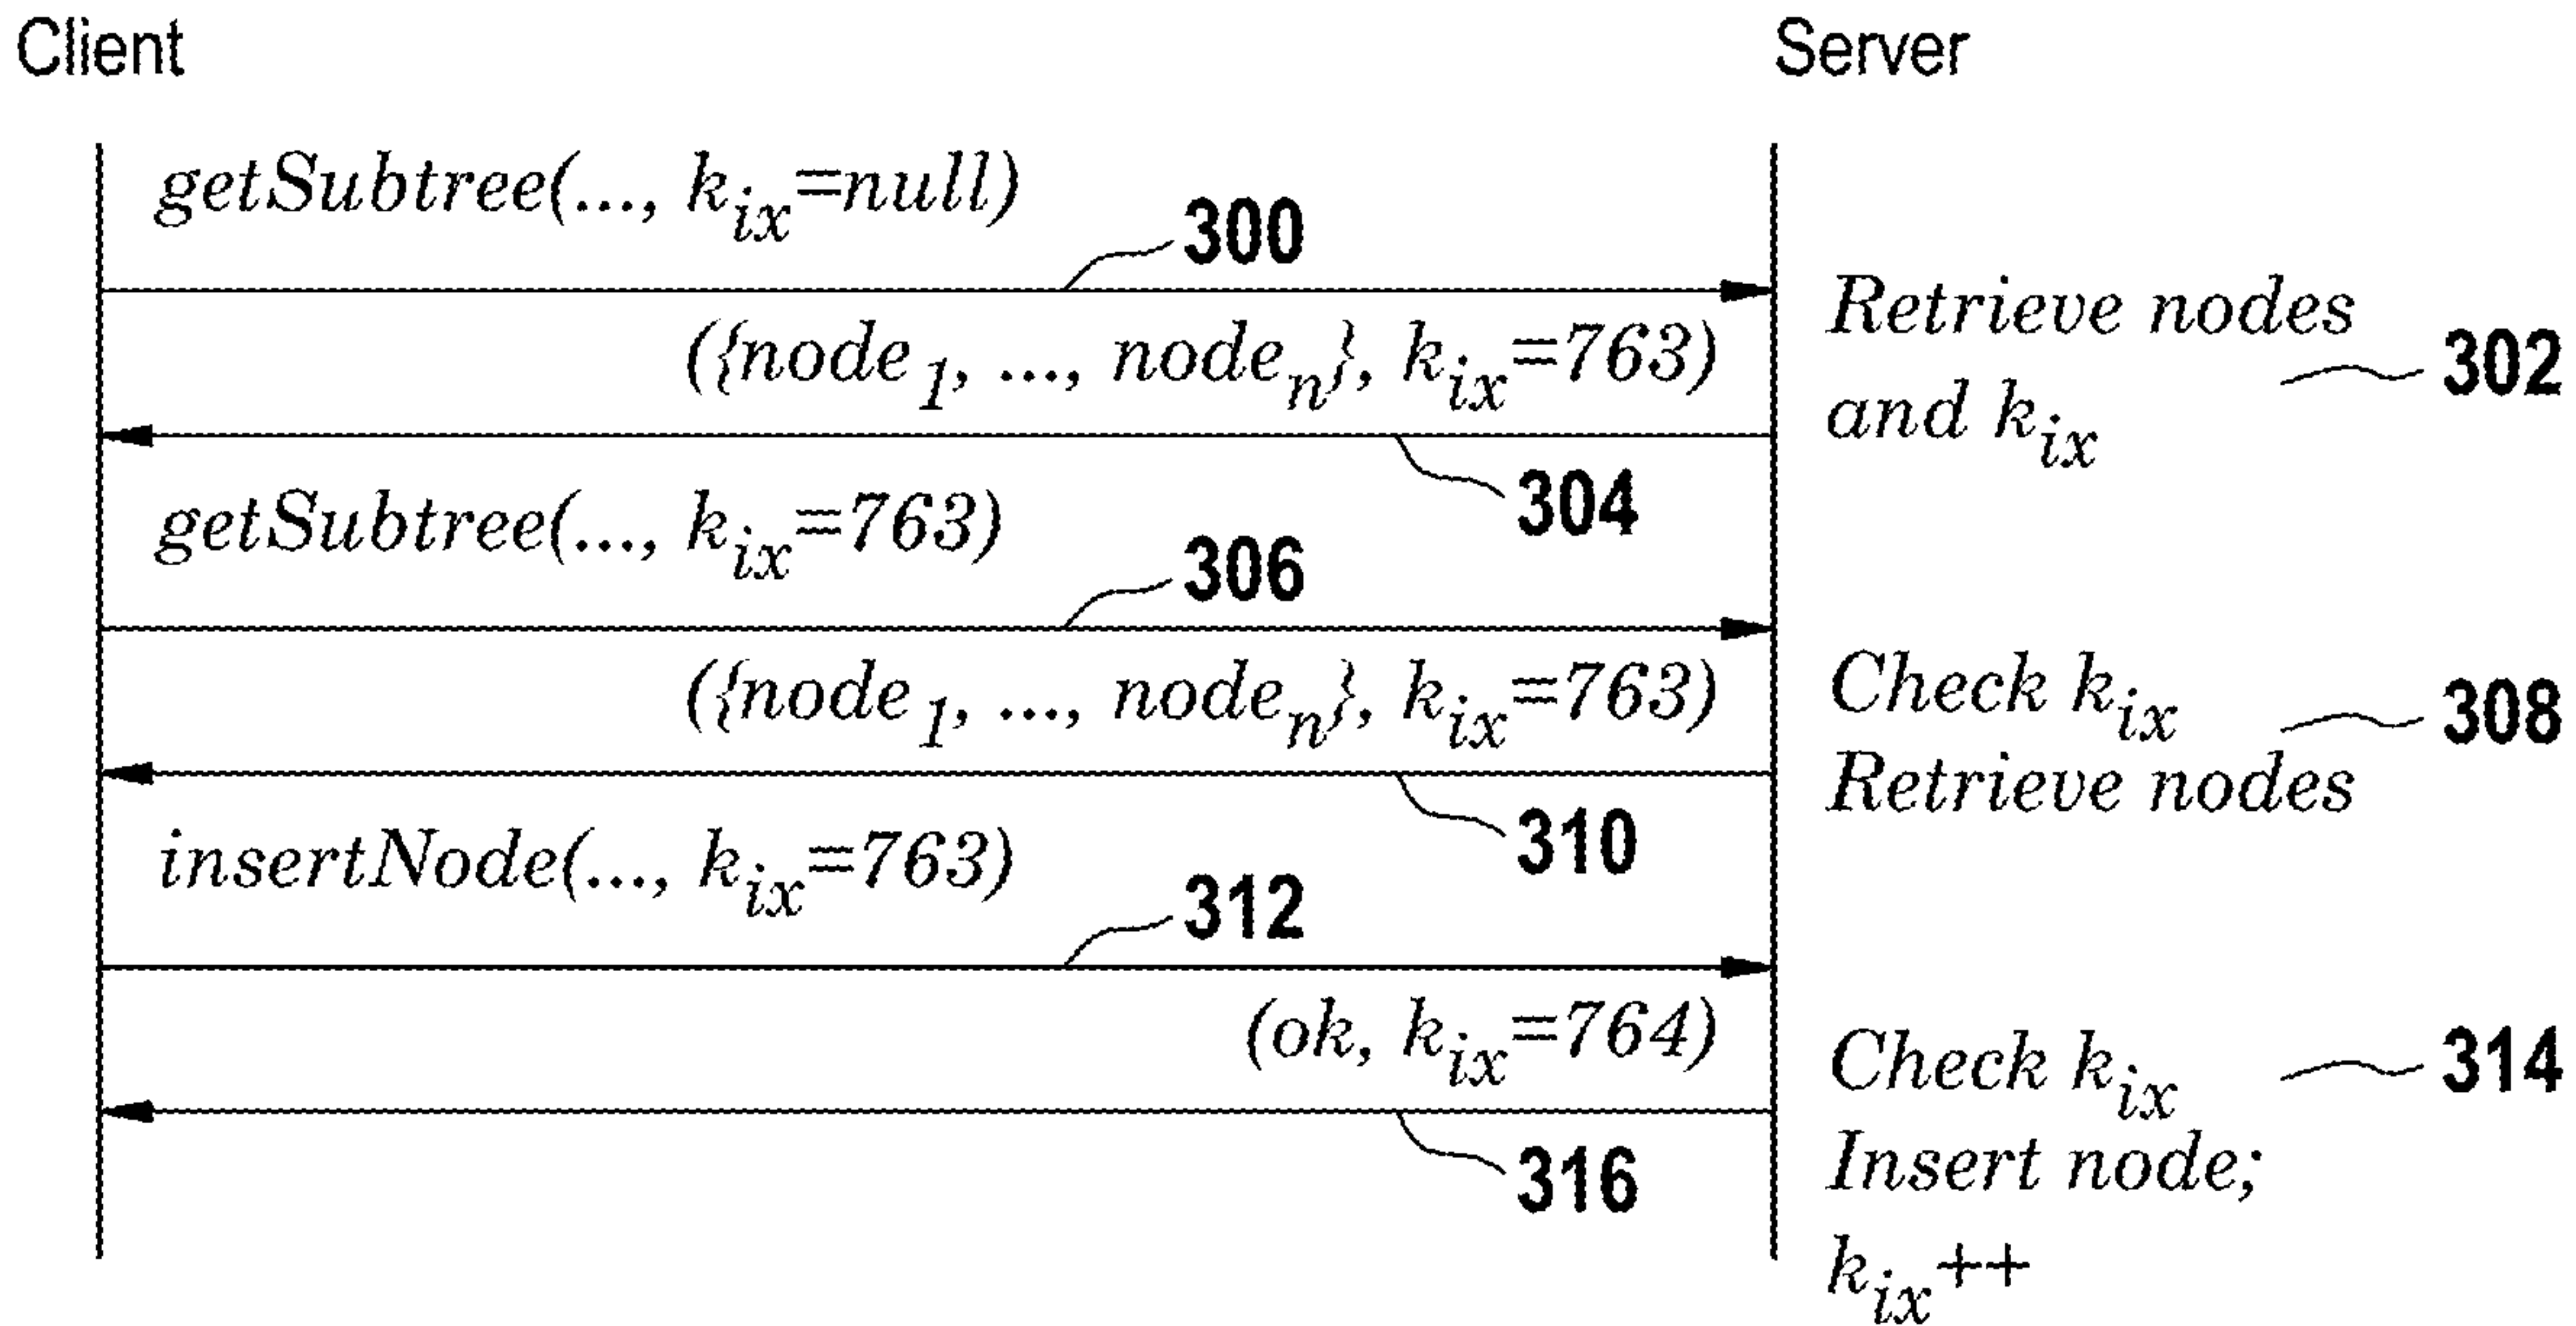 Client
Server
getSubtree(..., kix=null)
300
Retrieve nodes
and kix
302
({node1, ..., noden}, kix=763)
304
getSubtree(..., kix=763)
306
Check kix
Retrieve nodes
308
({node1, ..., noden}, kix=763)
310
insertNode(..., kix=763)
312
(ok, kix=764)
Check kix
314
Insert node;
kix++
316